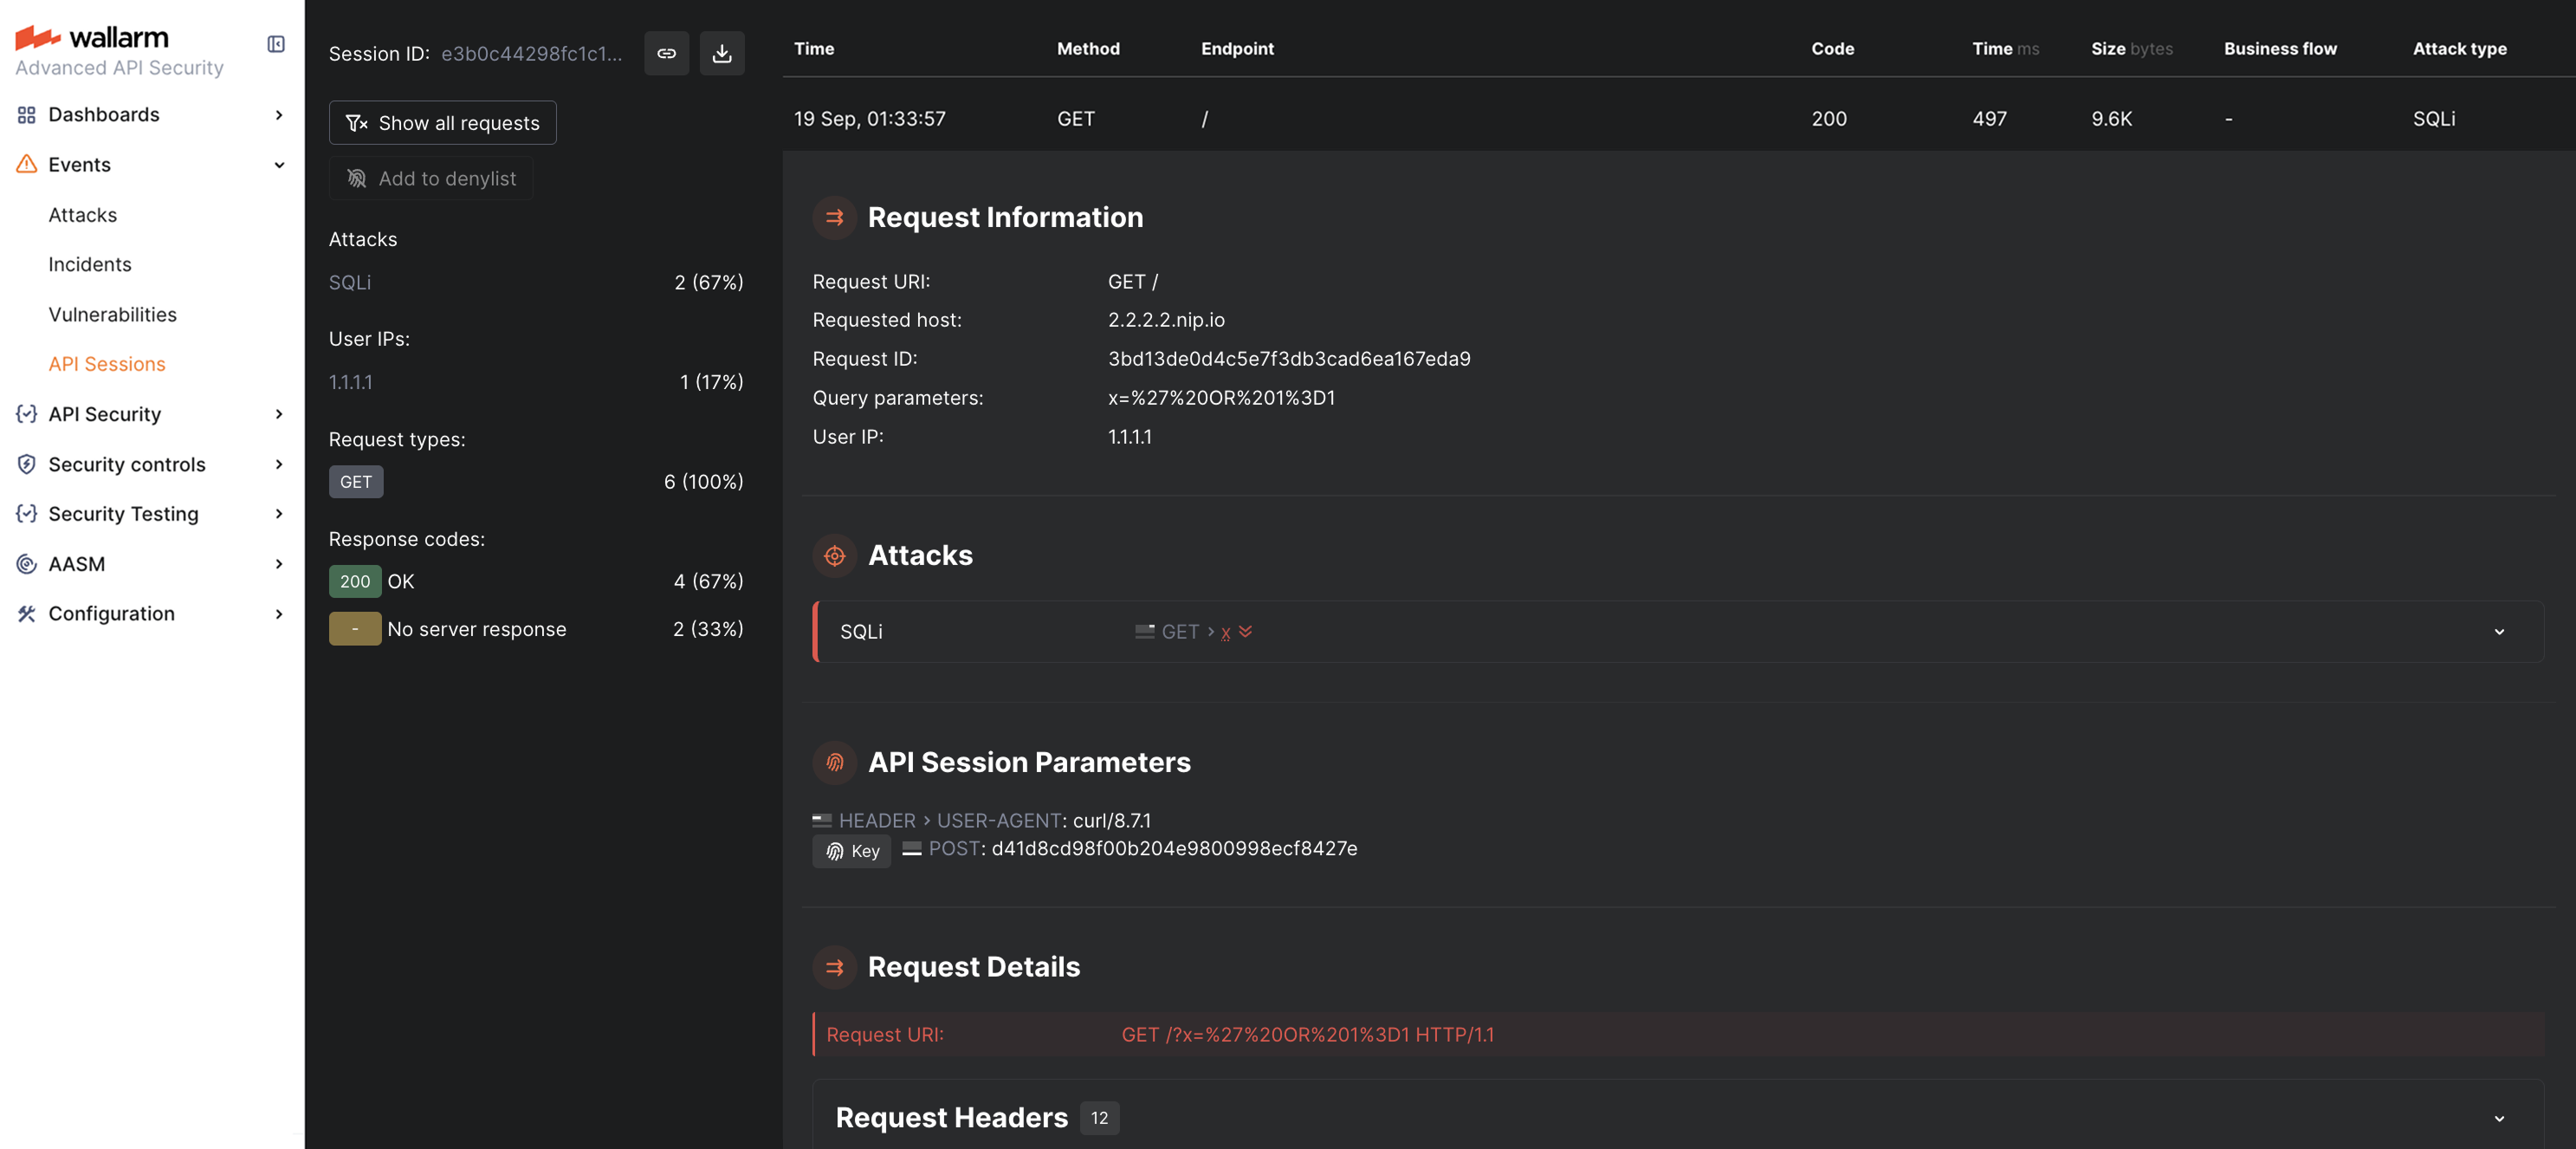 wallarm
Advanced API Security
Dashboards
Events
Attacks
Incidents
Vulnerabilities
API Sessions
API Security
Security controls
Security Testing
AASM
Configuration
Session ID: e3b0c44298fc1c1...
Show all requests
Add to denylist
Attacks
SQLi 2 (67%)
User IPs:
1.1.1.1 1 (17%)
Request types:
GET 6 (100%)
Response codes:
200 OK 4 (67%)
- No server response 2 (33%)
Time Method Endpoint Code Time ms Size bytes Business flow Attack type
19 Sep, 01:33:57 GET / 200 497 9.6K - SQLi
Request Information
Request URI: GET /
Requested host: 2.2.2.2.nip.io
Request ID: 3bd13de0d4c5e7f3db3cad6ea167eda9
Query parameters: x=%27%20OR%201%3D1
User IP: 1.1.1.1
Attacks
SQLi GET › x
API Session Parameters
HEADER › USER-AGENT: curl/8.7.1
Key POST: d41d8cd98f00b204e9800998ecf8427e
Request Details
Request URI: GET /?x=%27%20OR%201%3D1 HTTP/1.1
Request Headers 12